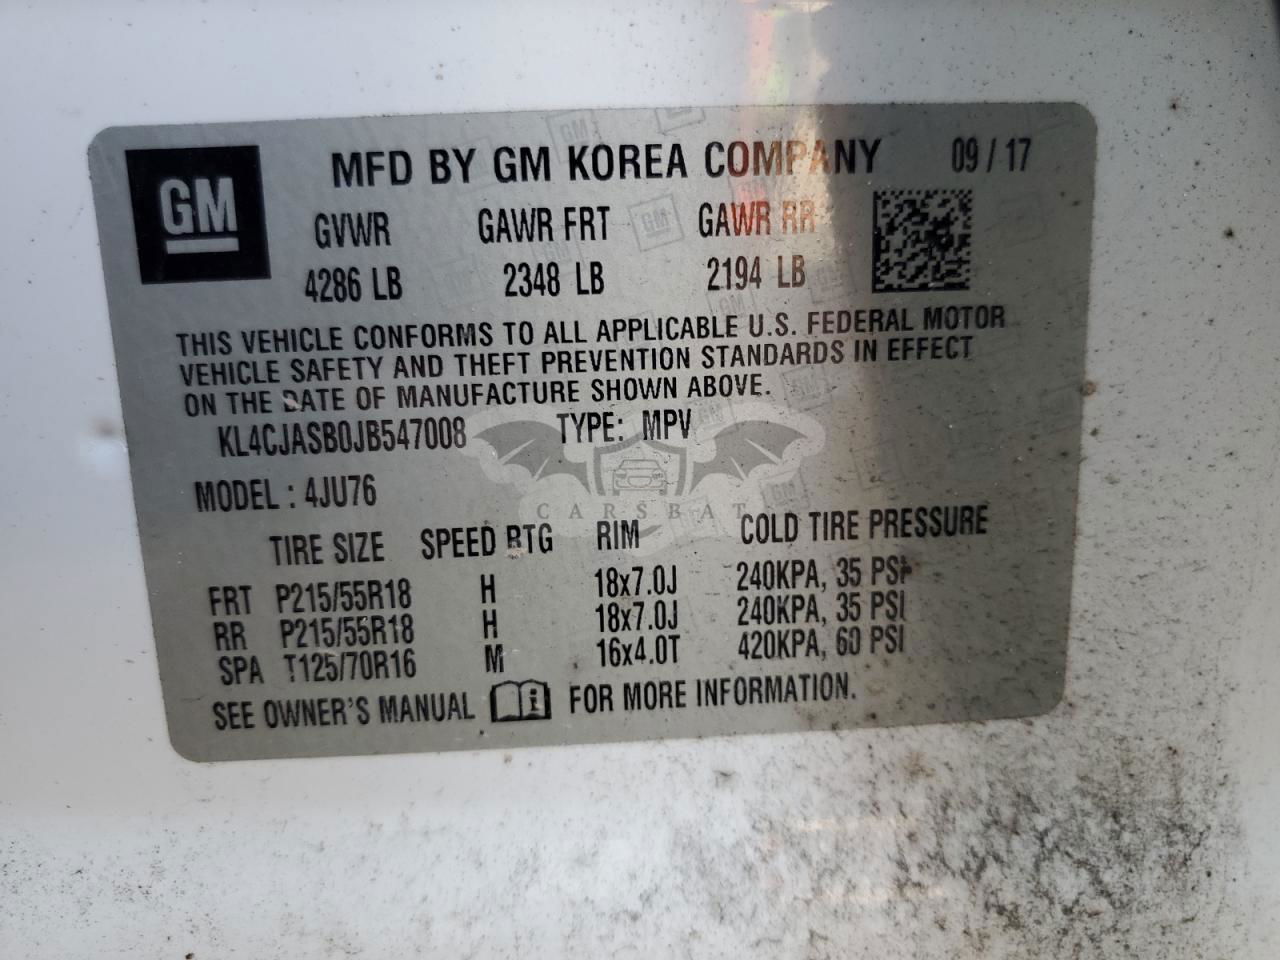 GM
MFD BY GM KOREA COMPANY 09 / 17
GVWR GAWR FRT GAWR RR
4286 LB 2348 LB 2194 LB
THIS VEHICLE CONFORMS TO ALL APPLICABLE U.S. FEDERAL MOTOR
VEHICLE SAFETY AND THEFT PREVENTION STANDARDS IN EFFECT
ON THE DATE OF MANUFACTURE SHOWN ABOVE.
KL4CJASB0JB547008 TYPE: MPV
MODEL : 4JU76
CARSBAT
TIRE SIZE SPEED RTG RIM COLD TIRE PRESSURE
FRT P215/55R18 H 18x7.0J 240KPA, 35 PSI
RR P215/55R18 H 18x7.0J 240KPA, 35 PSI
SPA T125/70R16 M 16x4.0T 420KPA, 60 PSI
SEE OWNER'S MANUAL i FOR MORE INFORMATION.